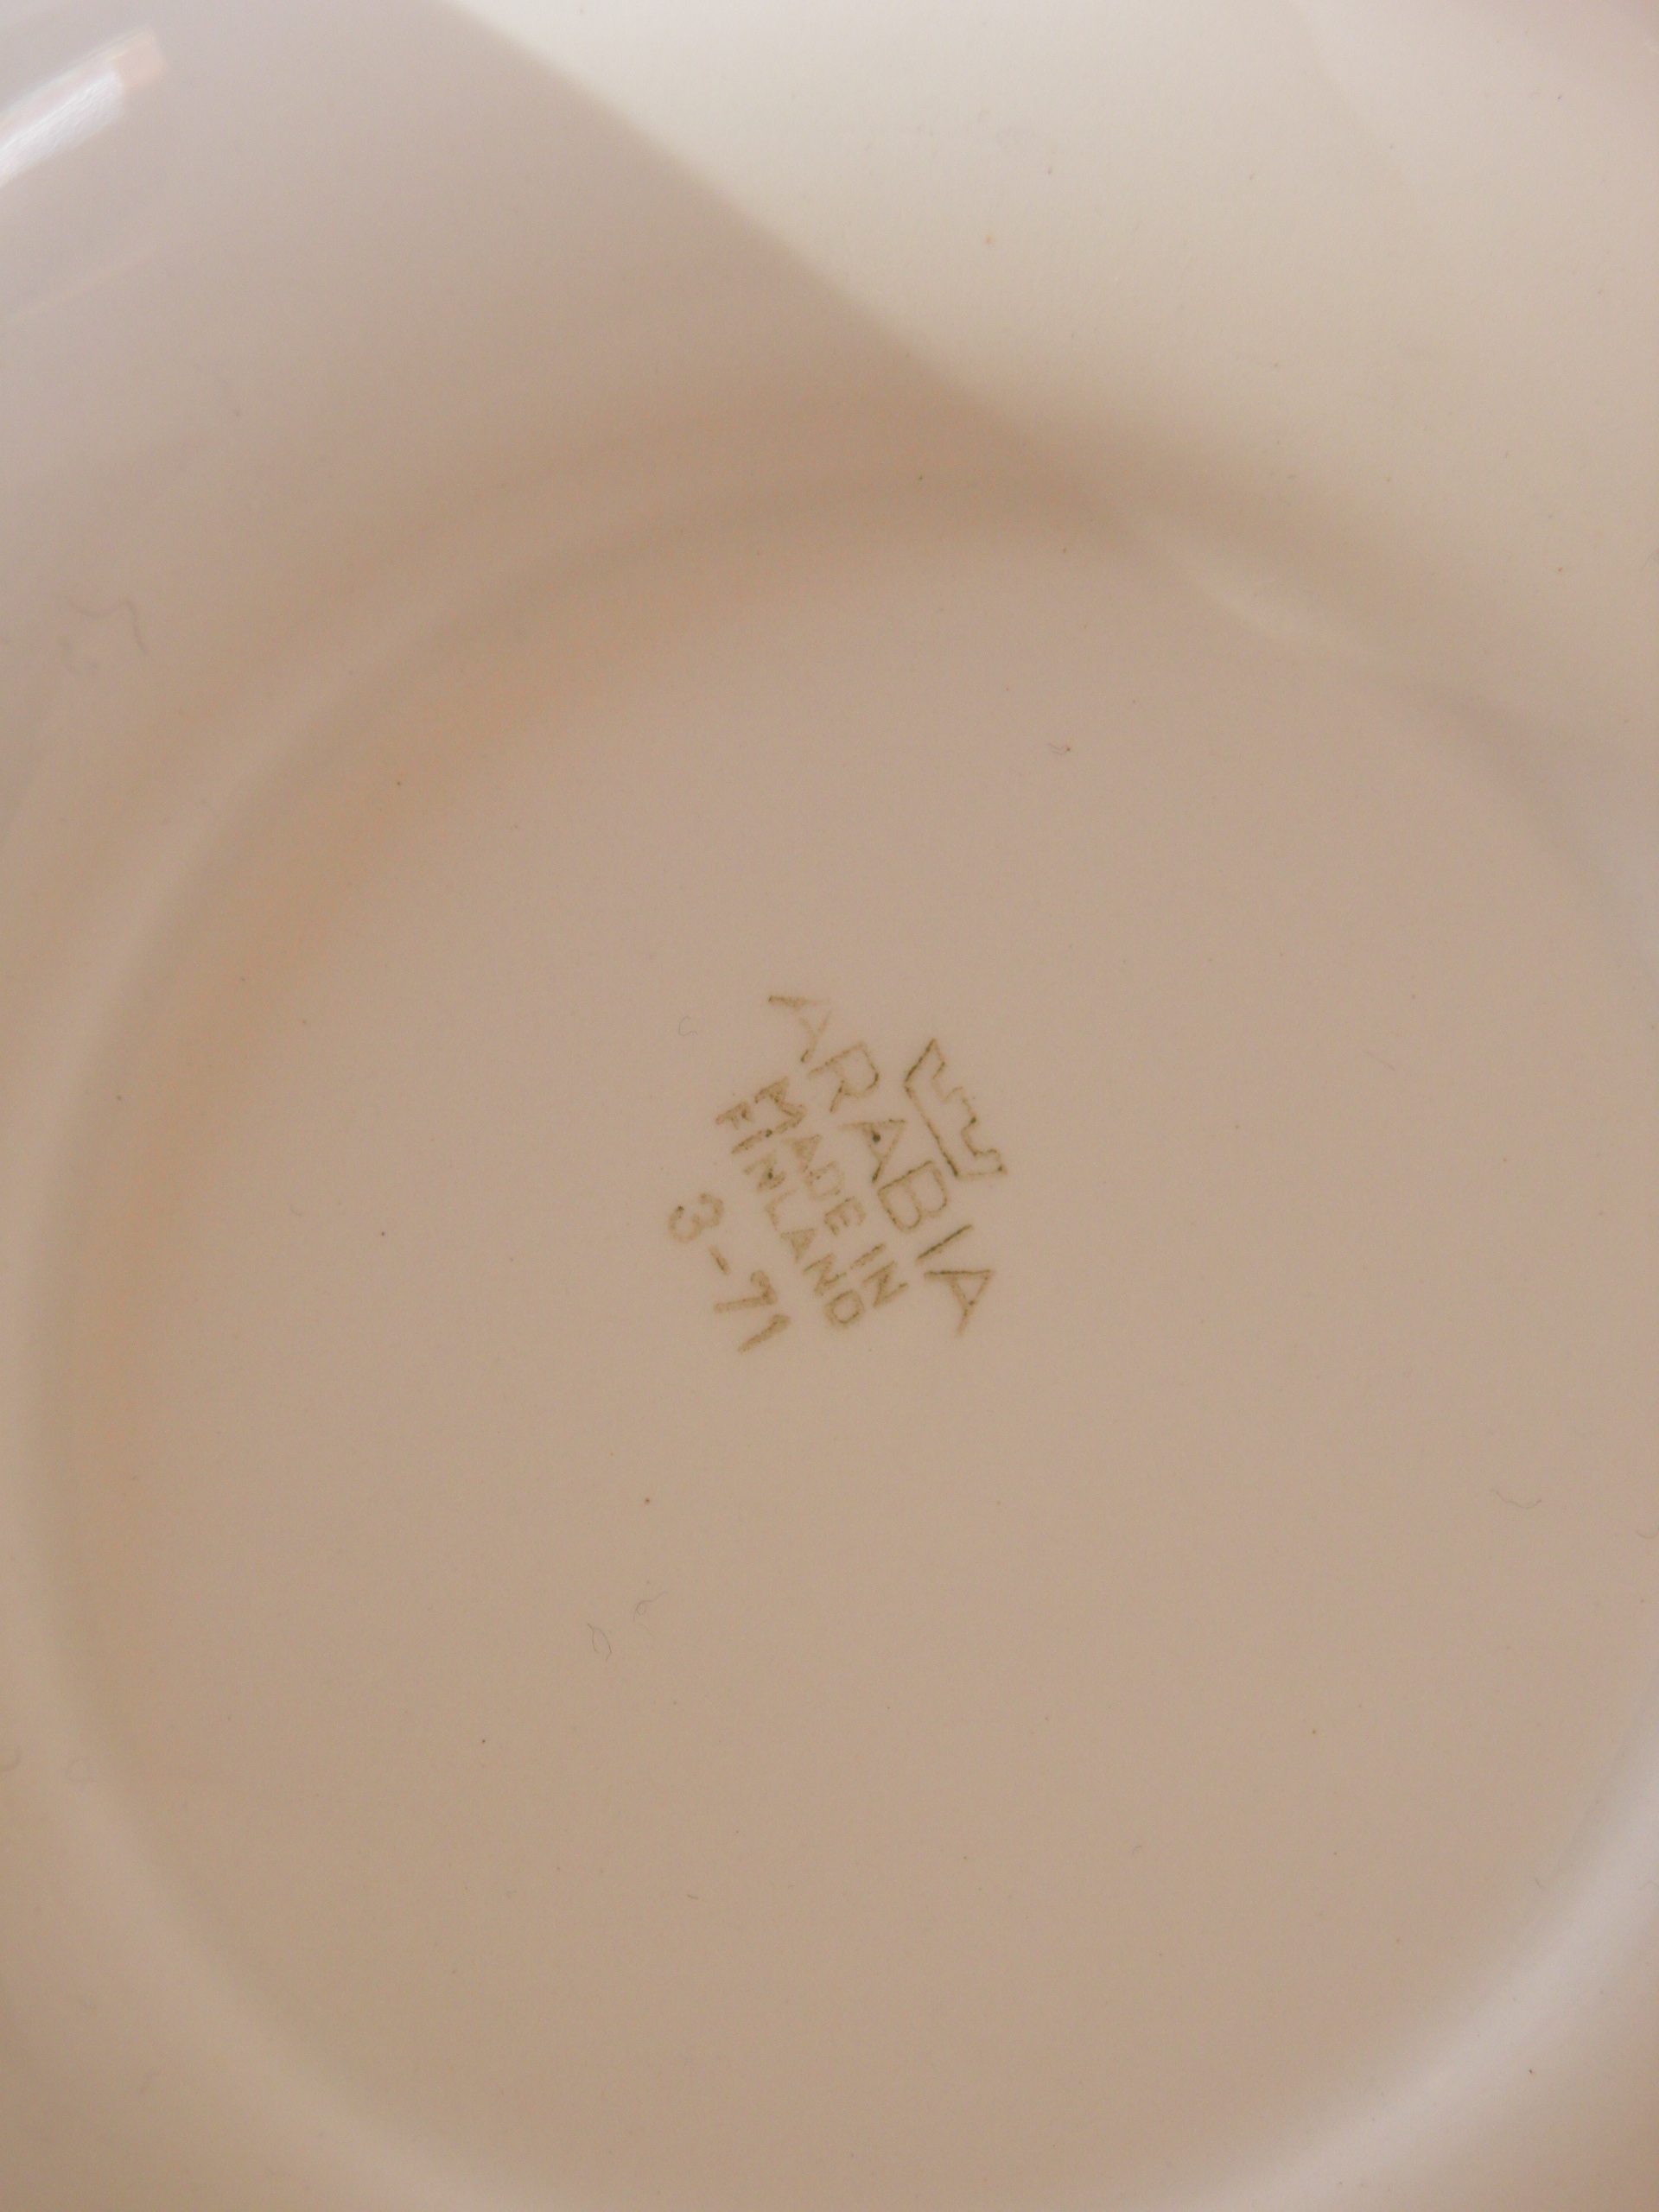 ARABIA
MADE IN
FINLAND
3-71